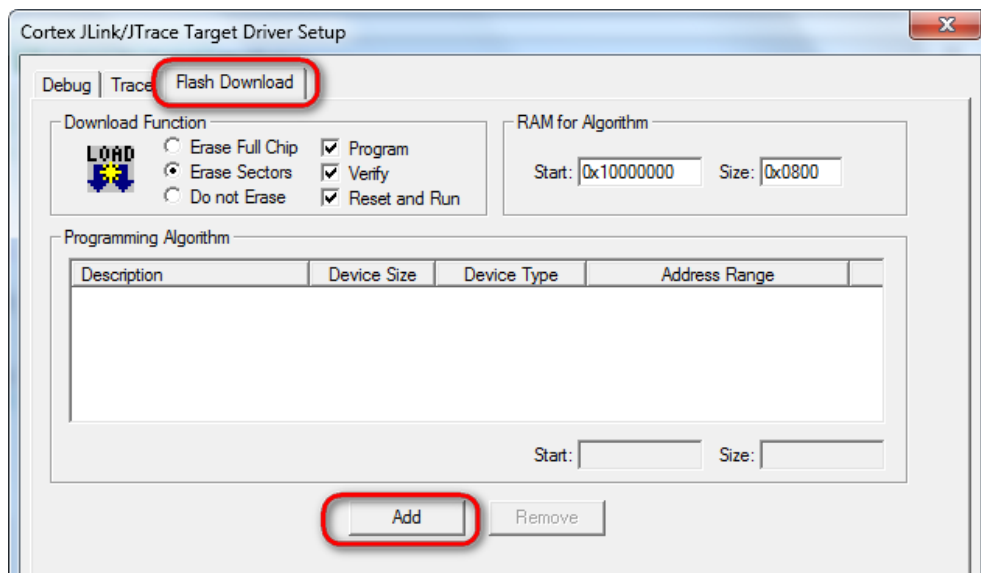 Cortex JLink/JTrace Target Driver Setup
Debug Trace Flash Download
Download Function
LOAD
Erase Full Chip
Erase Sectors
Do not Erase
Program
Verify
Reset and Run
RAM for Algorithm
Start: 0x10000000 Size: 0x0800
Programming Algorithm
Description Device Size Device Type Address Range
Start: Size:
Add Remove